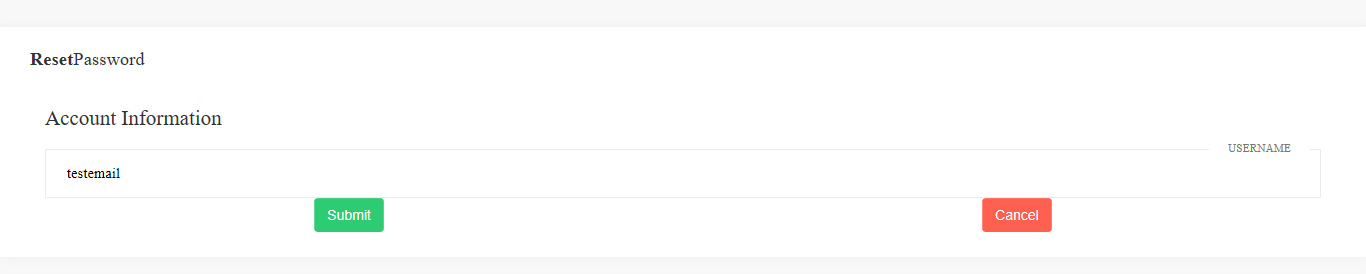 ResetPassword
Account Information
USERNAME
testemail
Submit
Cancel